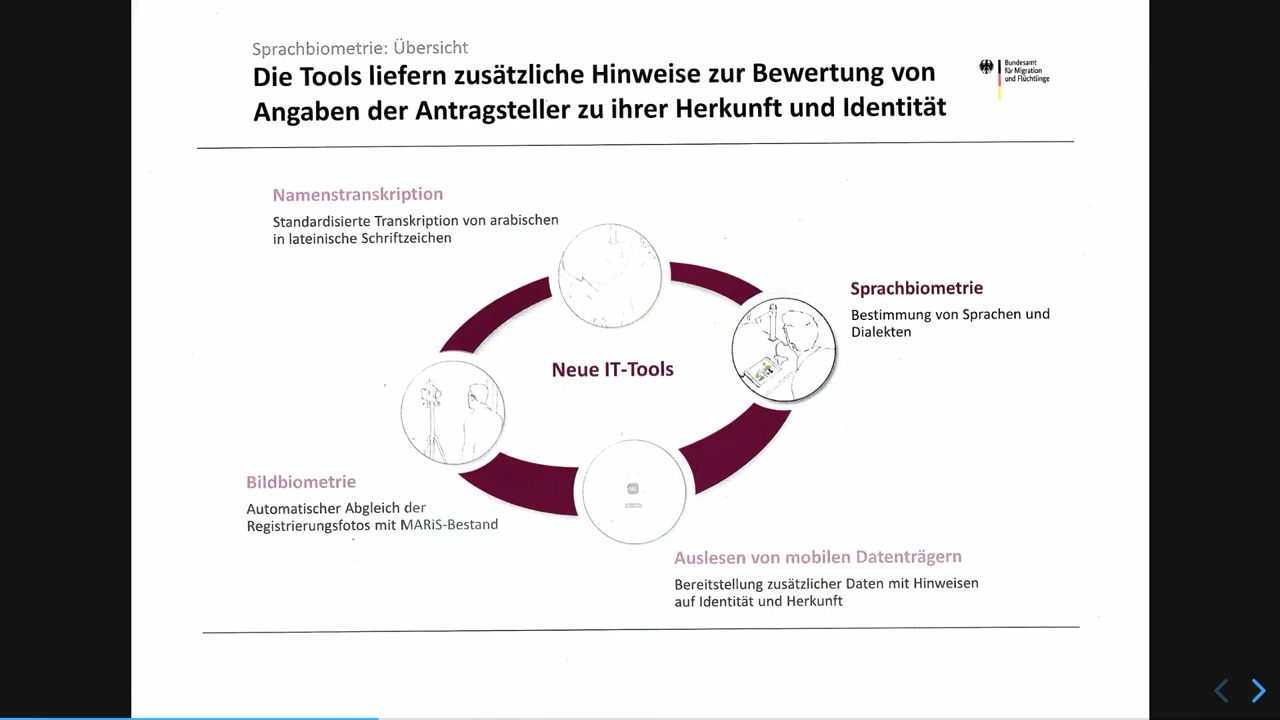 Sprachbiometrie: Übersicht
Die Tools liefern zusätzliche Hinweise zur Bewertung von
Angaben der Antragsteller zu ihrer Herkunft und Identität
Bundesamt
für Migration
und Flüchtlinge
Namenstranskription
Standardisierte Transkription von arabischen
in lateinische Schriftzeichen
Sprachbiometrie
Bestimmung von Sprachen und
Dialekten
Neue IT-Tools
Bildbiometrie
Automatischer Abgleich der
Registrierungsfotos mit MARiS-Bestand
Auslesen von mobilen Datenträgern
Bereitstellung zusätzlicher Daten mit Hinweisen
auf Identität und Herkunft